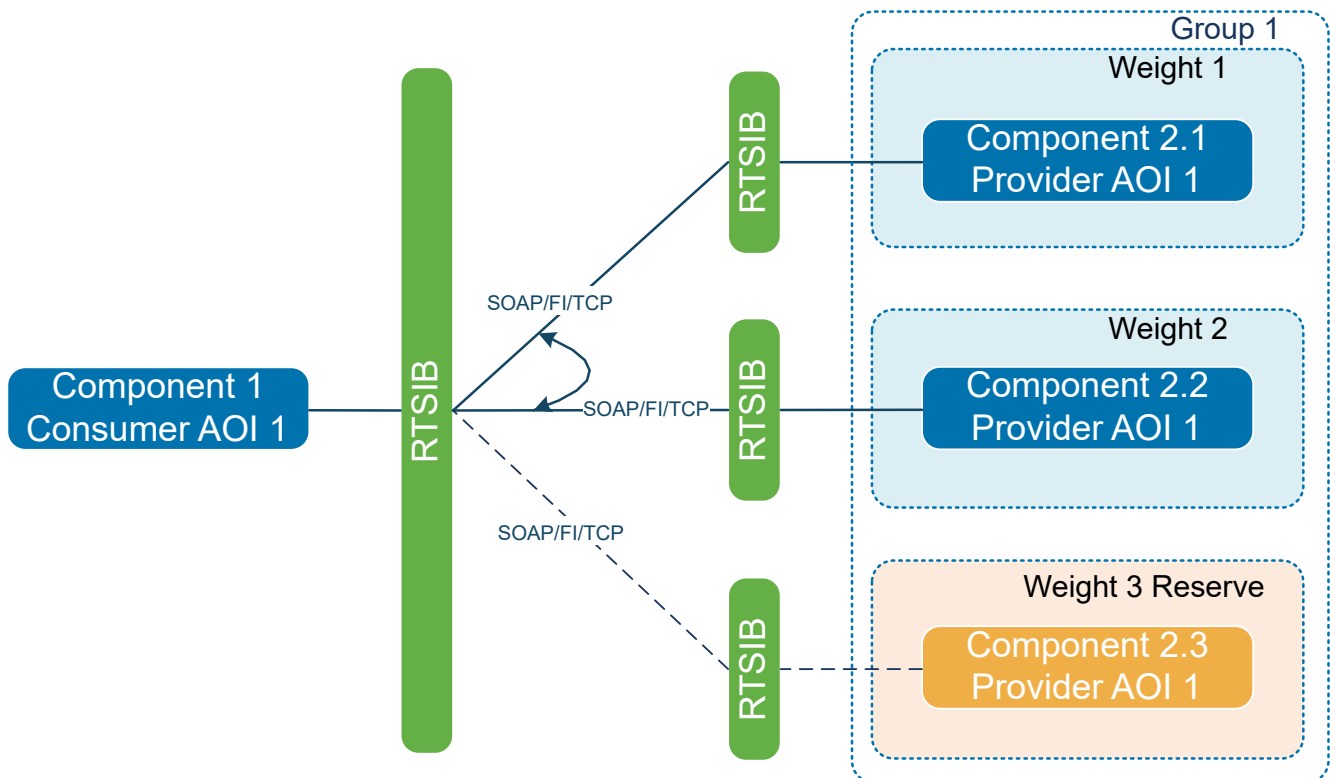 Group 1
Weight 1
Component 2.1
Provider AOI 1
RTSIB
SOAP/FI/TCP
Weight 2
Component 2.2
Provider AOI 1
RTSIB
SOAP/FI/TCP
Component 1
Consumer AOI 1
RTSIB
SOAP/FI/TCP
Weight 3 Reserve
Component 2.3
Provider AOI 1
RTSIB